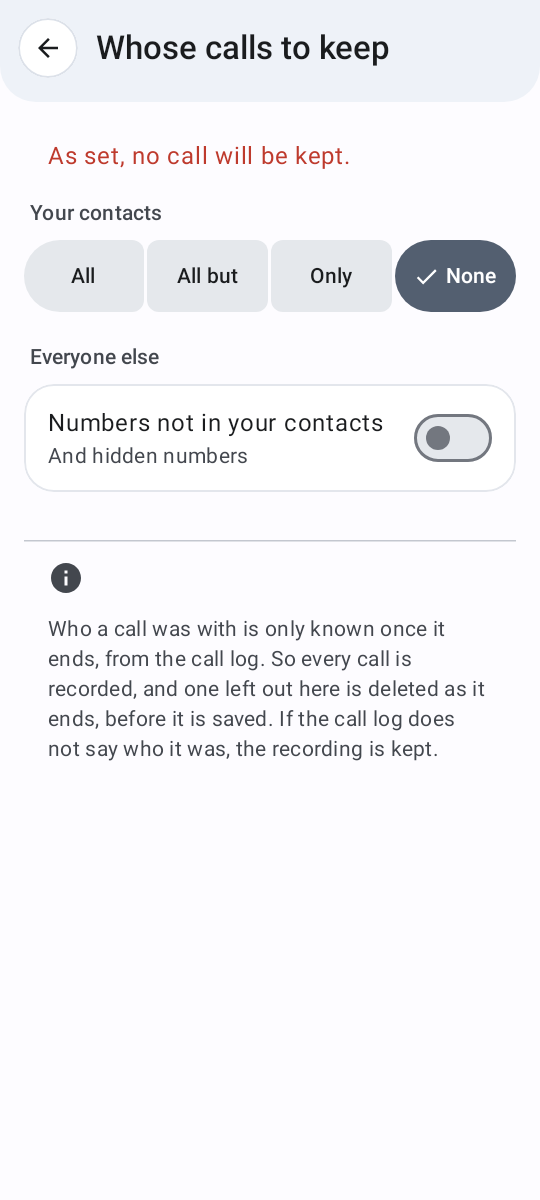 Whose calls to keep
As set, no call will be kept.
Your contacts
All
All but
Only
None
Everyone else
Numbers not in your contacts
And hidden numbers
Who a call was with is only known once it
ends, from the call log. So every call is
recorded, and one left out here is deleted as it
ends, before it is saved. If the call log does
not say who it was, the recording is kept.